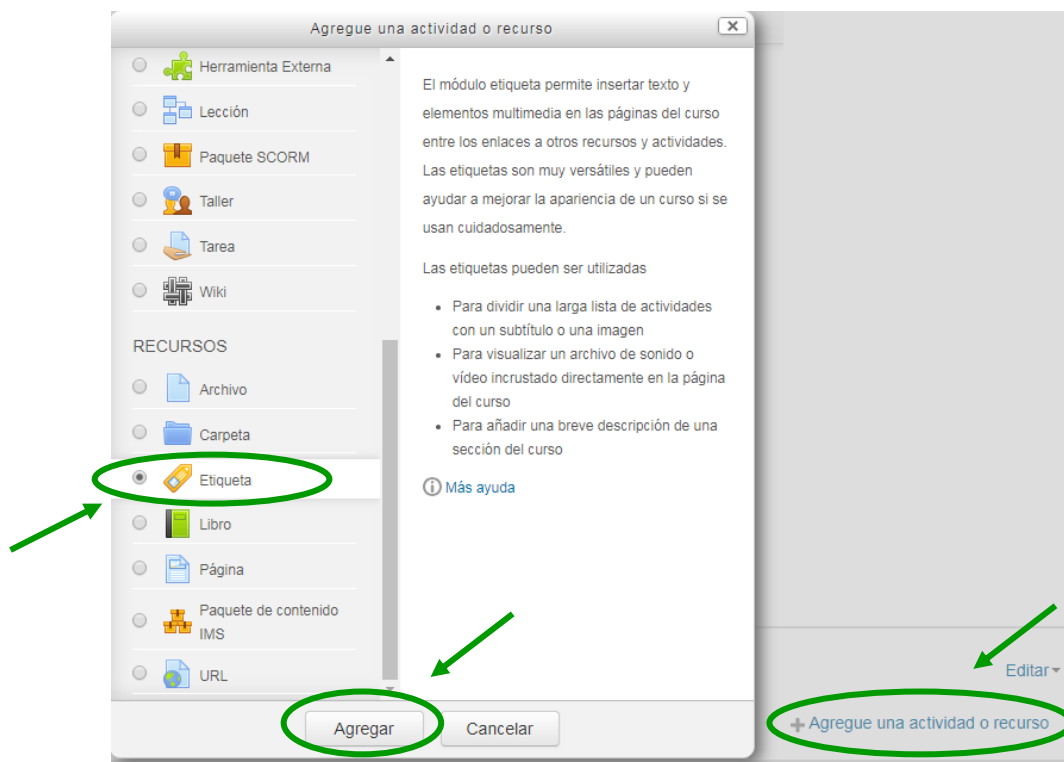 Agregue una actividad o recurso
Herramienta Externa
Lección
Paquete SCORM
Taller
Tarea
Wiki
RECURSOS
Archivo
Carpeta
Etiqueta
Libro
Página
Paquete de contenido
IMS
URL
El módulo etiqueta permite insertar texto y
elementos multimedia en las páginas del curso
entre los enlaces a otros recursos y actividades.
Las etiquetas son muy versátiles y pueden
ayudar a mejorar la apariencia de un curso si se
usan cuidadosamente.
Las etiquetas pueden ser utilizadas
• Para dividir una larga lista de actividades
con un subtítulo o una imagen
• Para visualizar un archivo de sonido o
vídeo incrustado directamente en la página
del curso
• Para añadir una breve descripción de una
sección del curso
Más ayuda
Agregar
Cancelar
Editar
Agregue una actividad o recurso